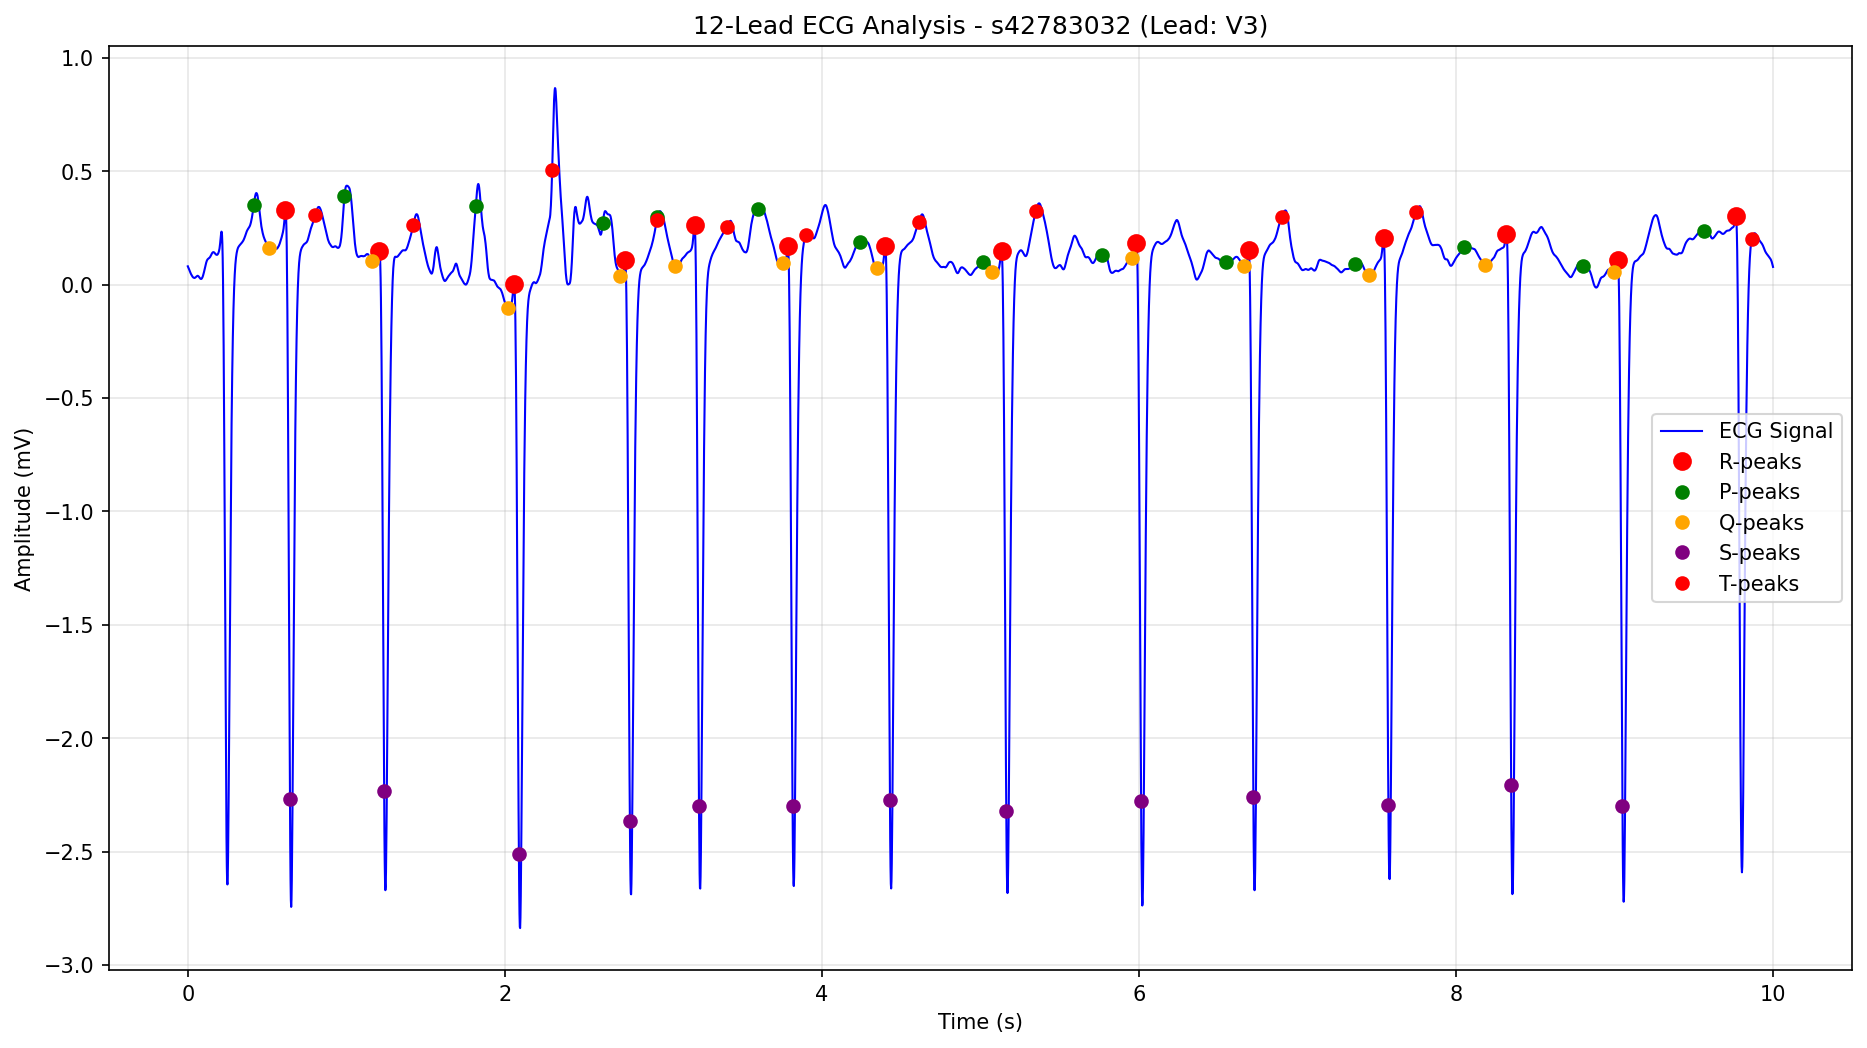 12-Lead ECG Analysis - s42783032 (Lead: V3)
Amplitude (mV)
1.0
0.5
0.0
−0.5
−1.0
−1.5
−2.0
−2.5
−3.0
ECG Signal
R-peaks
P-peaks
Q-peaks
S-peaks
T-peaks
0 2 4 6 8 10
Time (s)